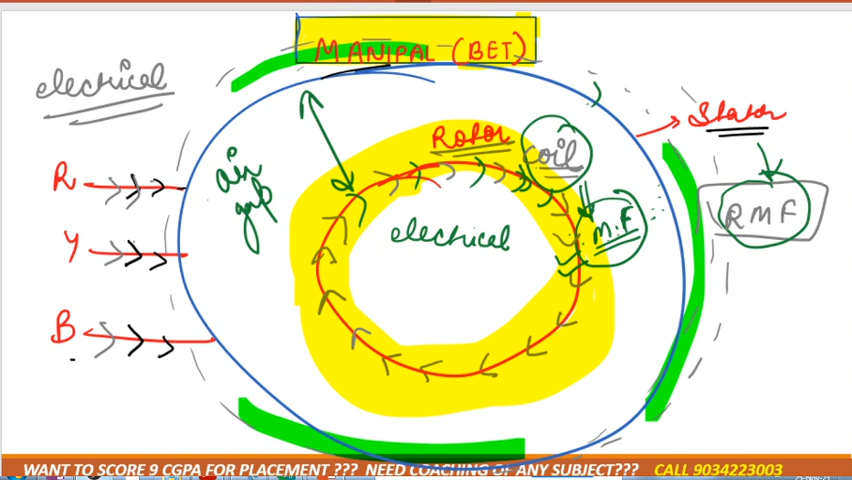 MANIPAL (BET)
electrical
Stator
Rotor
coil
R
air
gap
RMF
M.F
Y
electrical
B
WANT TO SCORE 9 CGPA FOR PLACEMENT ??? NEED COACHING OF ANY SUBJECT??? CALL 9034223003